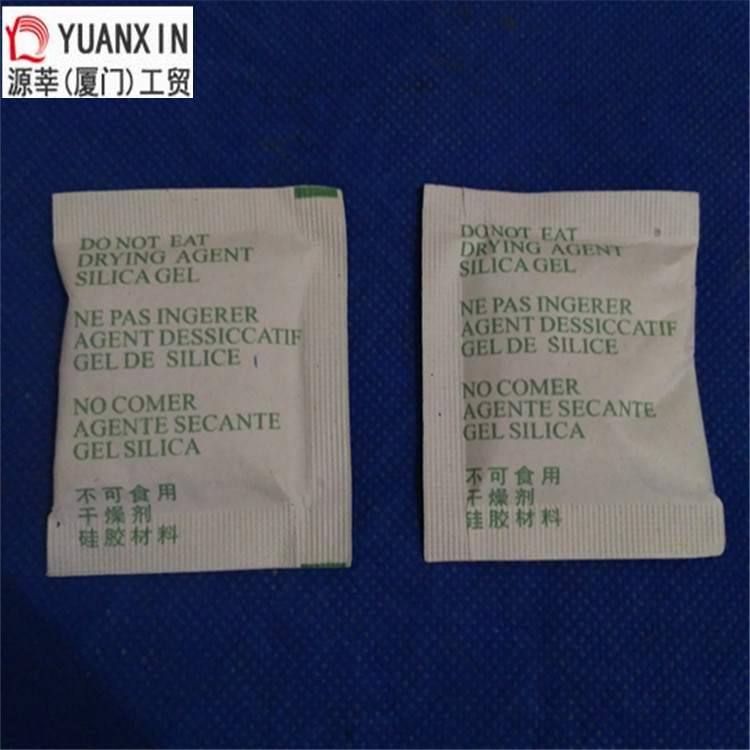 YUANXIN
源莘(厦门)工贸
DO NOT EAT
DRYING AGENT
SILICA GEL
NE PAS INGERER
AGENT DESSICCATIF
GEL DE SILICE
NO COMER
AGENTE SECANTE
GEL SILICA
不可食用
干燥剂
硅胶材料
DO NOT EAT
DRYING AGENT
SILICA GEL
NE PAS INGERER
AGENT DESSICCATIF
GEL DE SILICE
NO COMER
AGENTE SECANTE
GEL SILICA
不可食用
干燥剂
硅胶材料